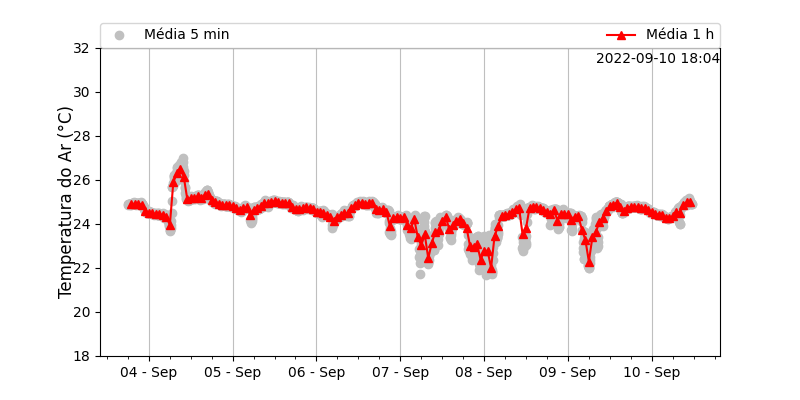 Média 5 min
Média 1 h
2022-09-10 18:04
Temperatura do Ar (°C)
32
30
28
26
24
22
20
18
04 - Sep
05 - Sep
06 - Sep
07 - Sep
08 - Sep
09 - Sep
10 - Sep